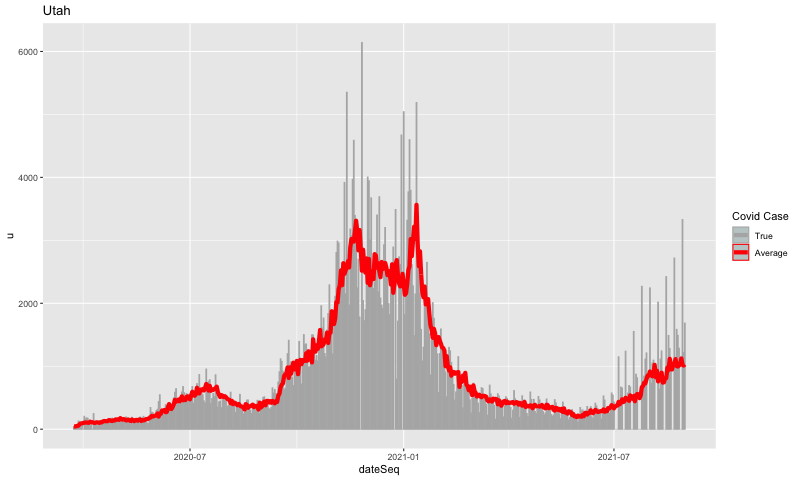 Utah
6000
4000
2000
0
u
2020-07
2021-01
2021-07
dateSeq
Covid Case
True
Average